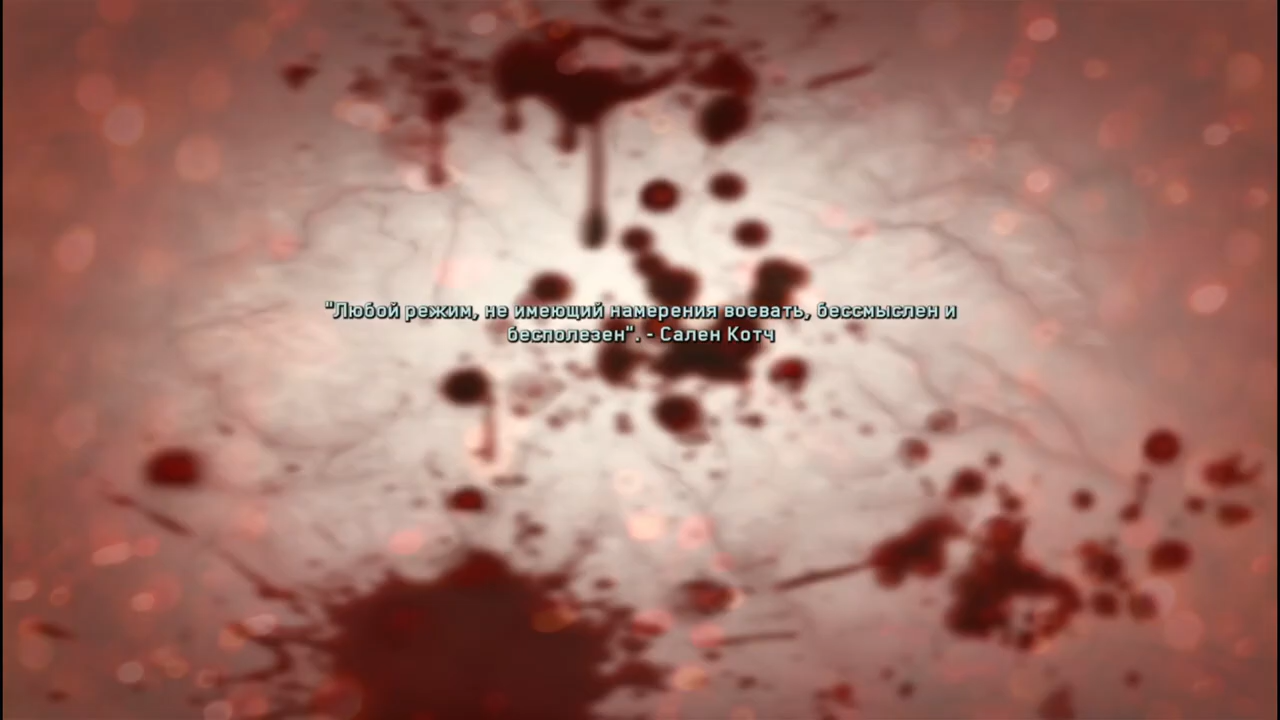 "Любой режим, не имеющий намерения воевать, бессмыслен и
бесполезен". - Сален Котч